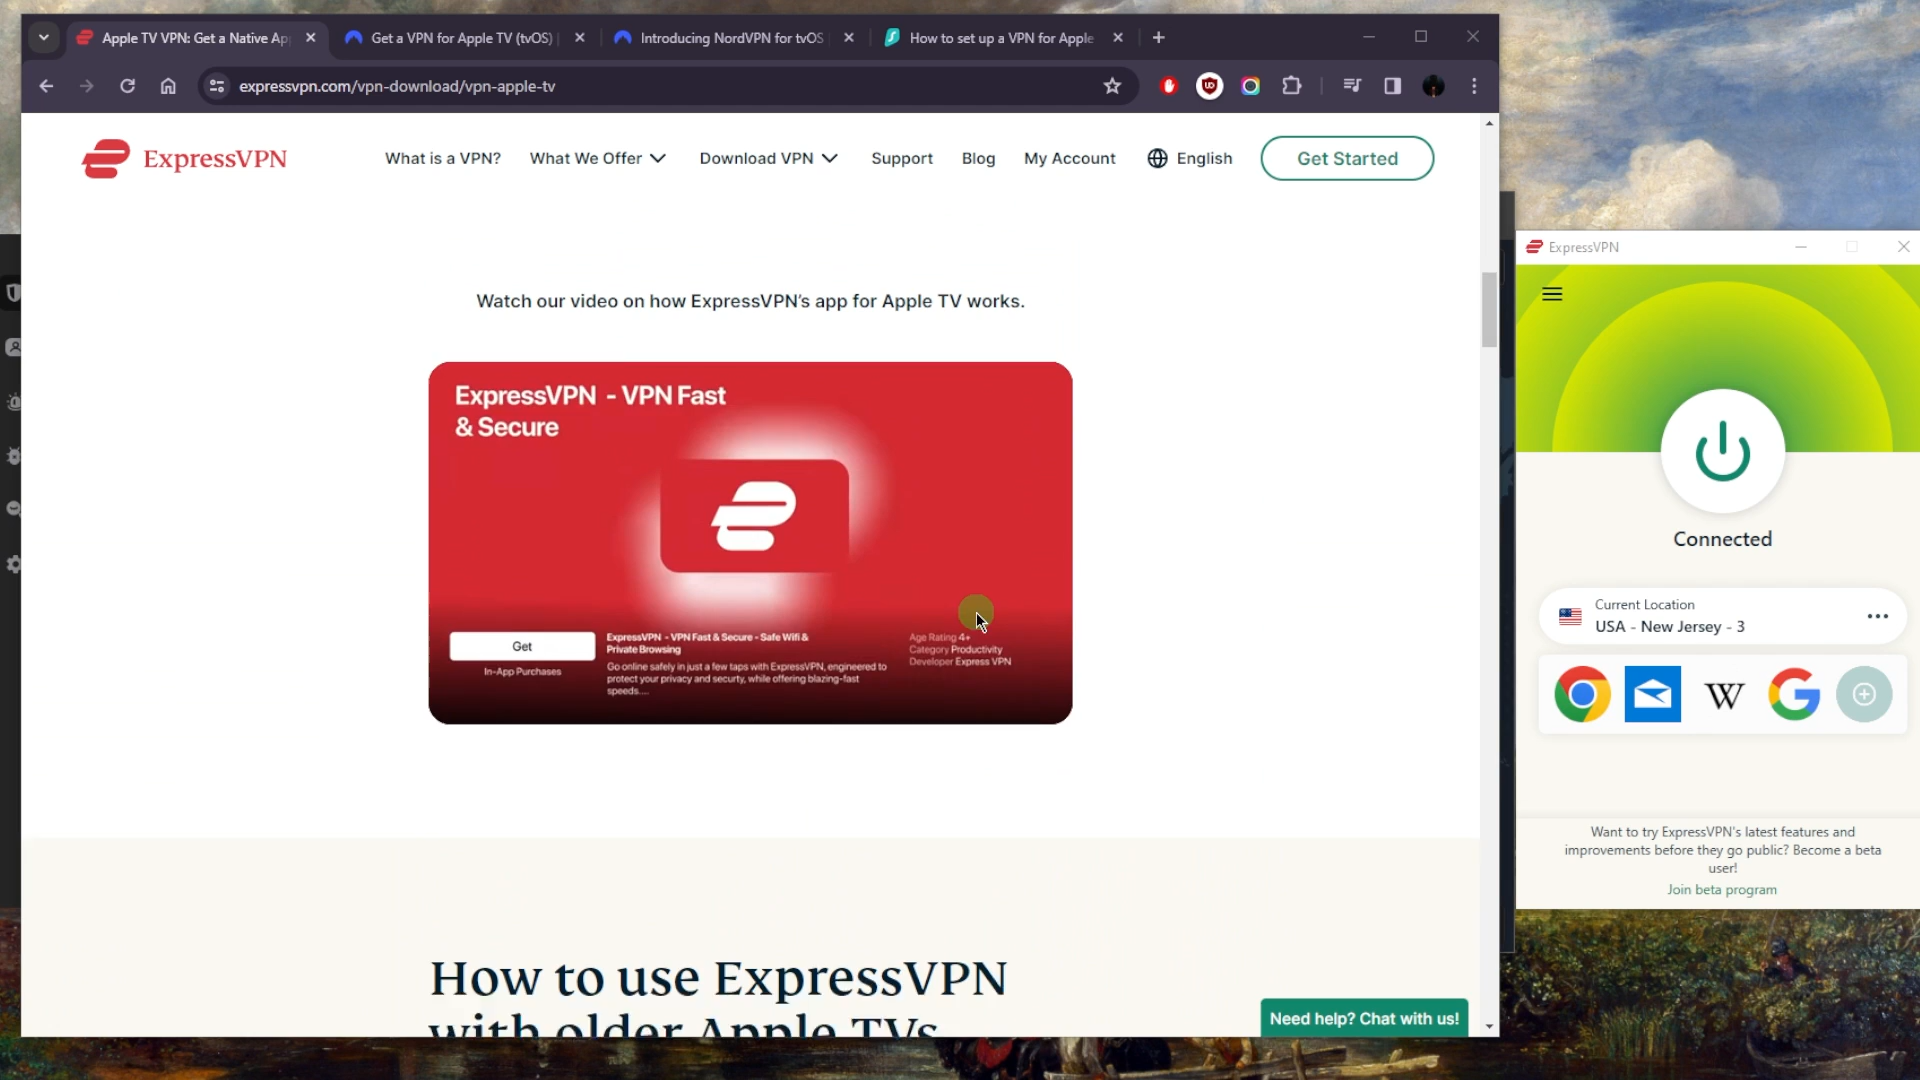 Apple TV VPN: Get a Native Ap
Get a VPN for Apple TV (tvOS)
Introducing NordVPN for tvOS
How to set up a VPN for Apple
expressvpn.com/vpn-download/vpn-apple-tv
ExpressVPN
What is a VPN?
What We Offer
Download VPN
Support
Blog
My Account
English
Get Started
Watch our video on how ExpressVPN's app for Apple TV works.
ExpressVPN - VPN Fast
& Secure
Get
In-App Purchases
ExpressVPN - VPN Fast & Secure - Safe Wifi &
Private Browsing
Go online safely in just a few taps with ExpressVPN, engineered to
protect your privacy and securty, while offering blazing-fast
speeds....
Age Rating 4+
Category Productivity
Developer Express VPN
How to use ExpressVPN
with older Apple TVs
Need help? Chat with us!
ExpressVPN
Connected
Current Location
USA - New Jersey - 3
Want to try ExpressVPN's latest features and
improvements before they go public? Become a beta
user!
Join beta program